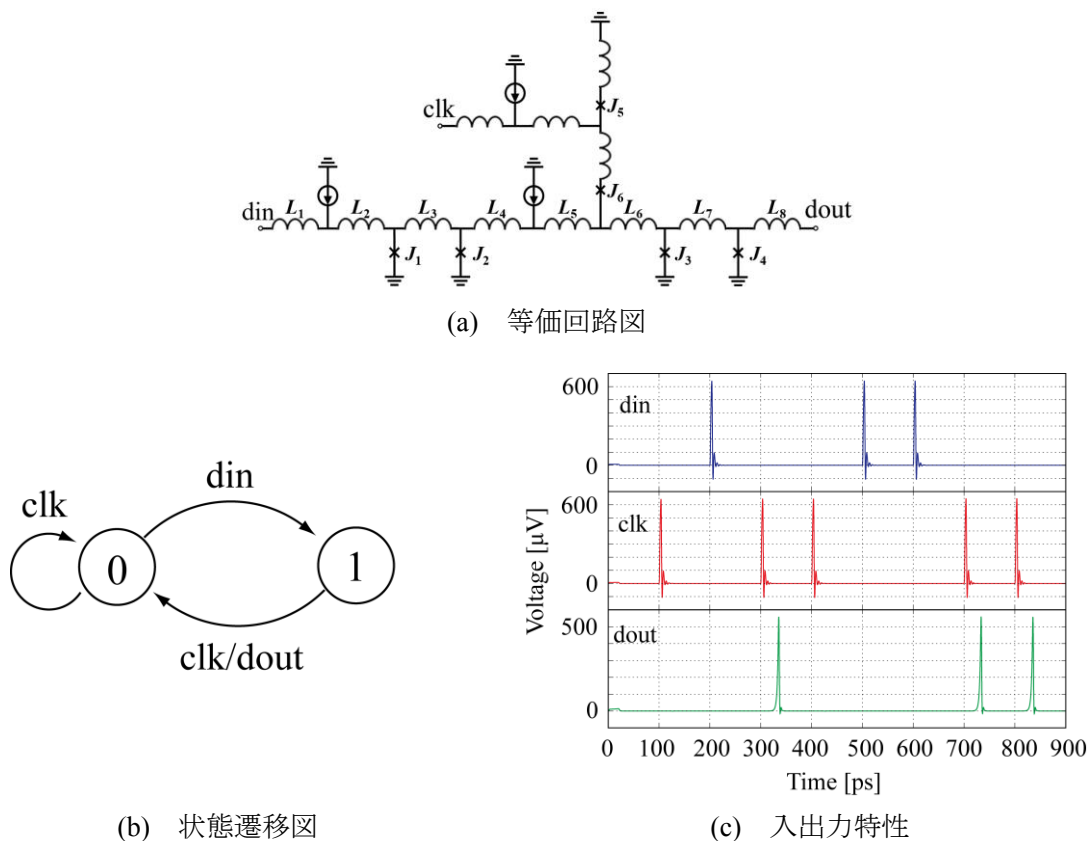 clk
J5
J6
din
L1
L2
L3
L4
L5
L6
L7
L8
dout
J1
J2
J3
J4
(a) 等価回路図
clk
din
0
1
clk/dout
(b) 状態遷移図
Voltage [μV]
600
0
din
600
0
clk
500
0
dout
0 100 200 300 400 500 600 700 800 900
Time [ps]
(c) 入出力特性